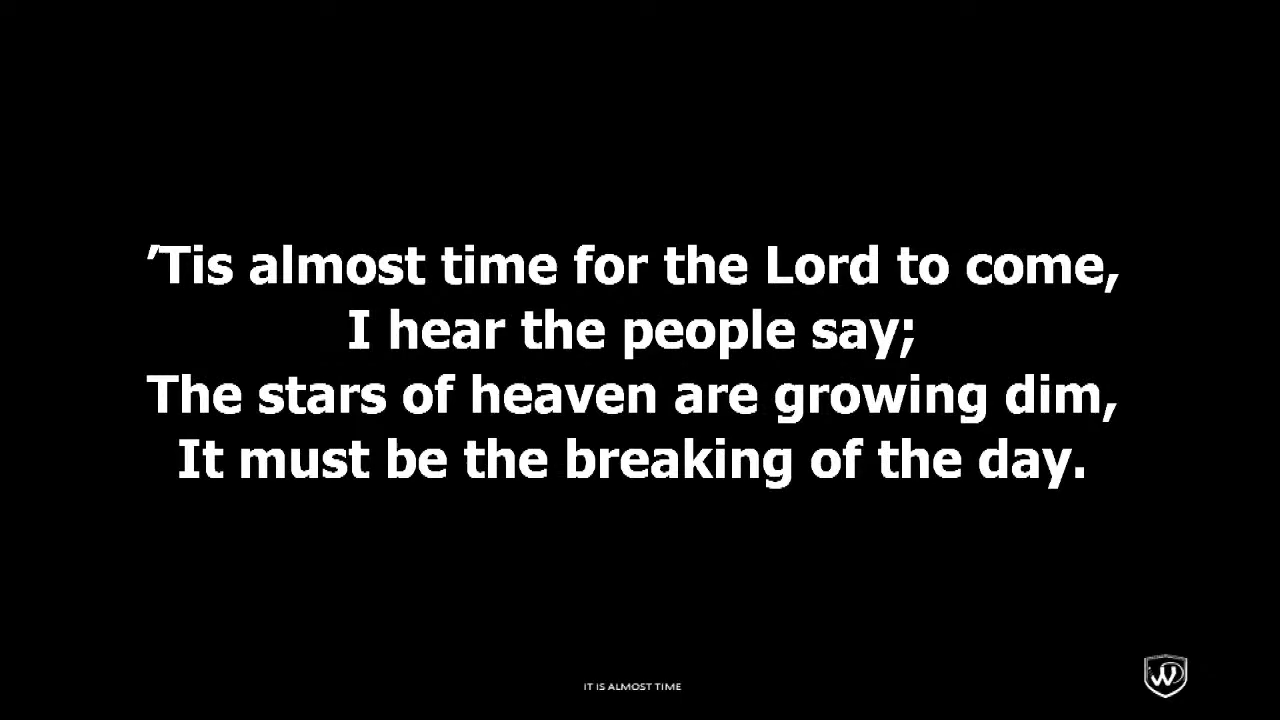 ’Tis almost time for the Lord to come,
I hear the people say;
The stars of heaven are growing dim,
It must be the breaking of the day.
IT IS ALMOST TIME